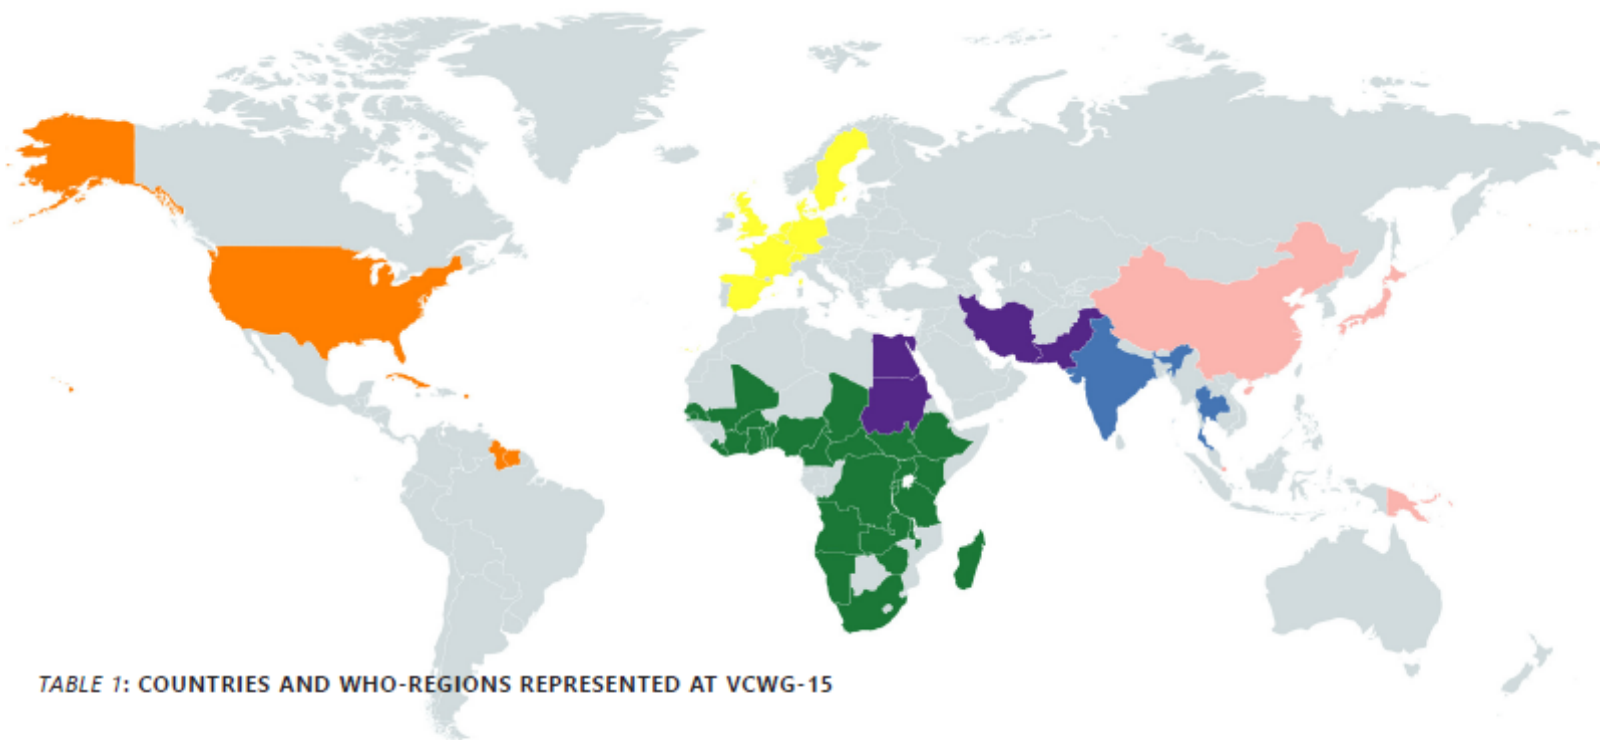 TABLE 1: COUNTRIES AND WHO-REGIONS REPRESENTED AT VCWG-15